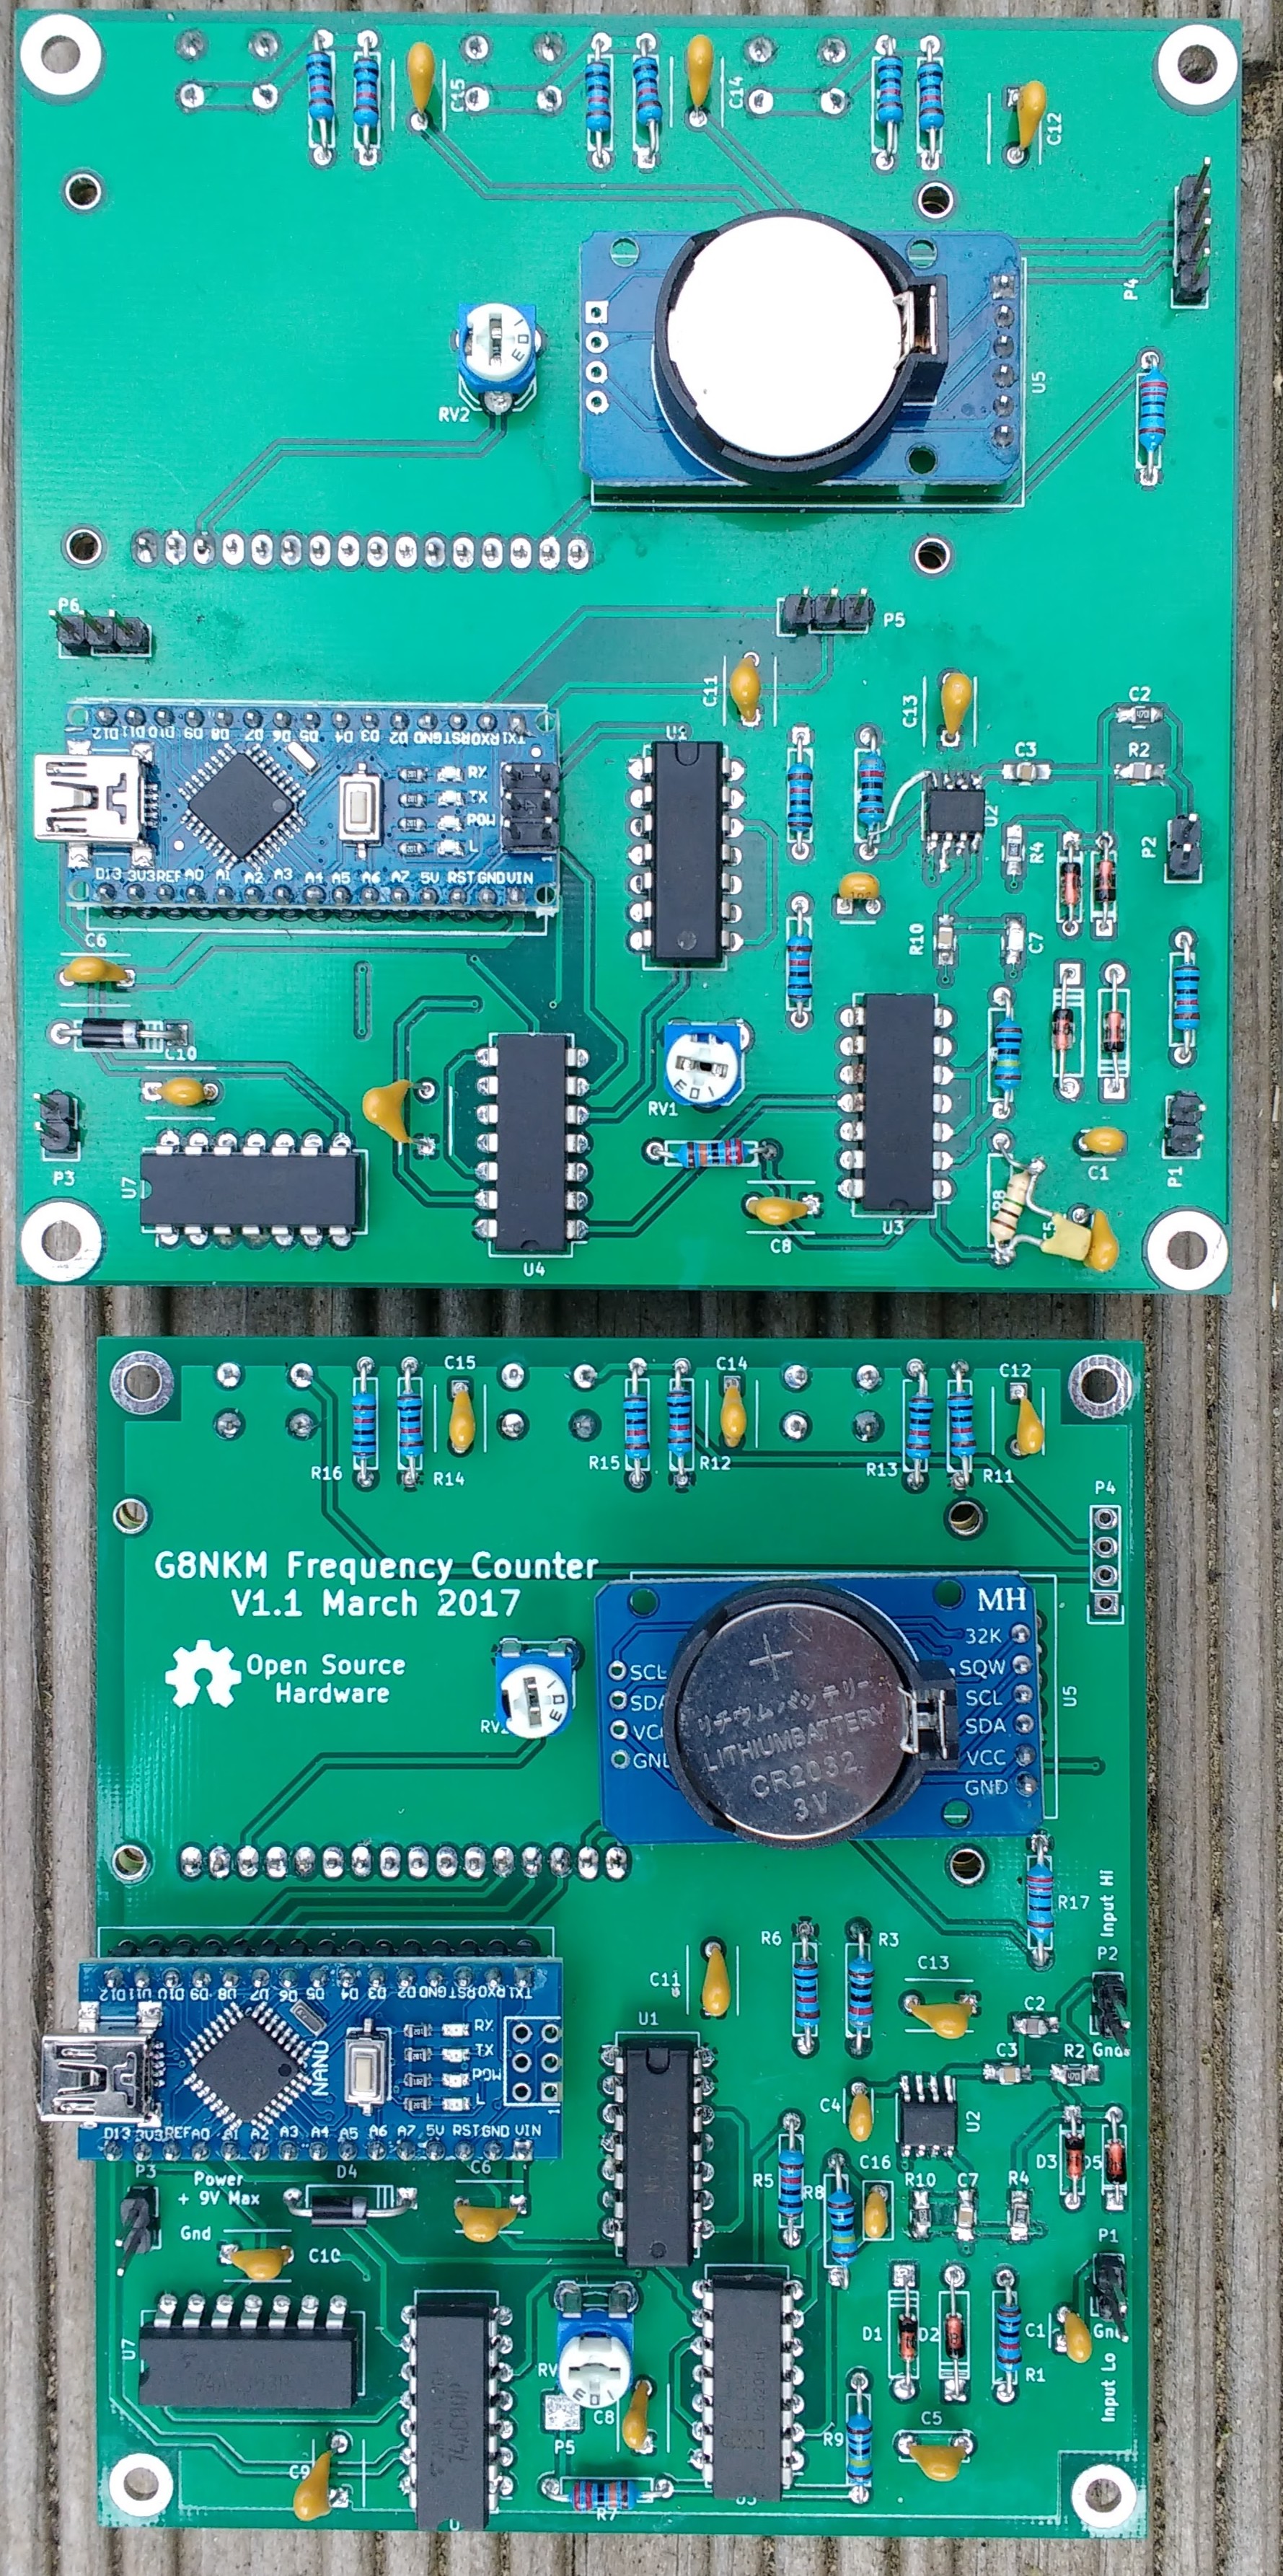 C15
C14
C12
P4
U5
RV2
P6
P5
C11
C13
C2
C3
R2
U2
D12 D11 D10 D9 D8 D7 D6 D5 D4 D3 D2 GND RST RX0 TX1
RX
TX
POW
L
R4
P2
D13 3V3 REF A0 A1 A2 A3 A4 A5 A6 A7 5V RST GND VIN
C6
R10
C7
C10
RV1
P3
U7
C1
P1
C8
U3
U4
C15
C14
C12
R16
R14
R15
R12
R13
R11
P4
G8NKM Frequency Counter
V1.1 March 2017
Open Source
Hardware
MH
32K
SQW
SCL
SDA
VCC
GND
SCL
リチウムバッテリー
LITHIUM BATTERY
CR2032
3V
U5
R17
Input Hi
P2
Gnd
R6
R3
C11
C13
C2
U1
C3
R2
D12 D11 D10 D9 D8 D7 D6 D5 D4 D3 D2 GND RST RX0 TX1
RX
TX
POW
L
NANO
C4
U2
D13 3V3 REF A0 A1 A2 A3 A4 A5 A6 A7 5V RST GND VIN
P3
Power
+ 9V Max
Gnd
D4
C6
R5
R8
C16
R10
C7
R4
D3
D5
C10
P1
Gnd
U7
D1
D2
R1
C1
Input Lo
C8
P5
C9
R7
R9
C5